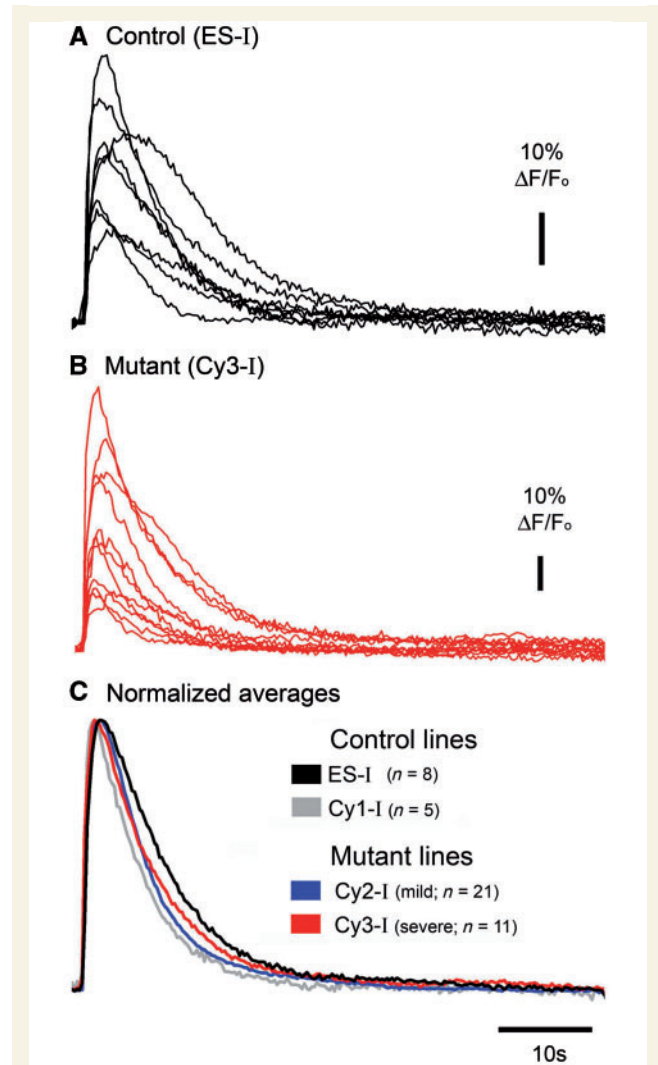 A Control (ES-I)
10%
ΔF/Fo
B Mutant (Cy3-I)
10%
ΔF/Fo
C Normalized averages
Control lines
ES-I (n = 8)
Cy1-I (n = 5)
Mutant lines
Cy2-I (mild; n = 21)
Cy3-I (severe; n = 11)
10s